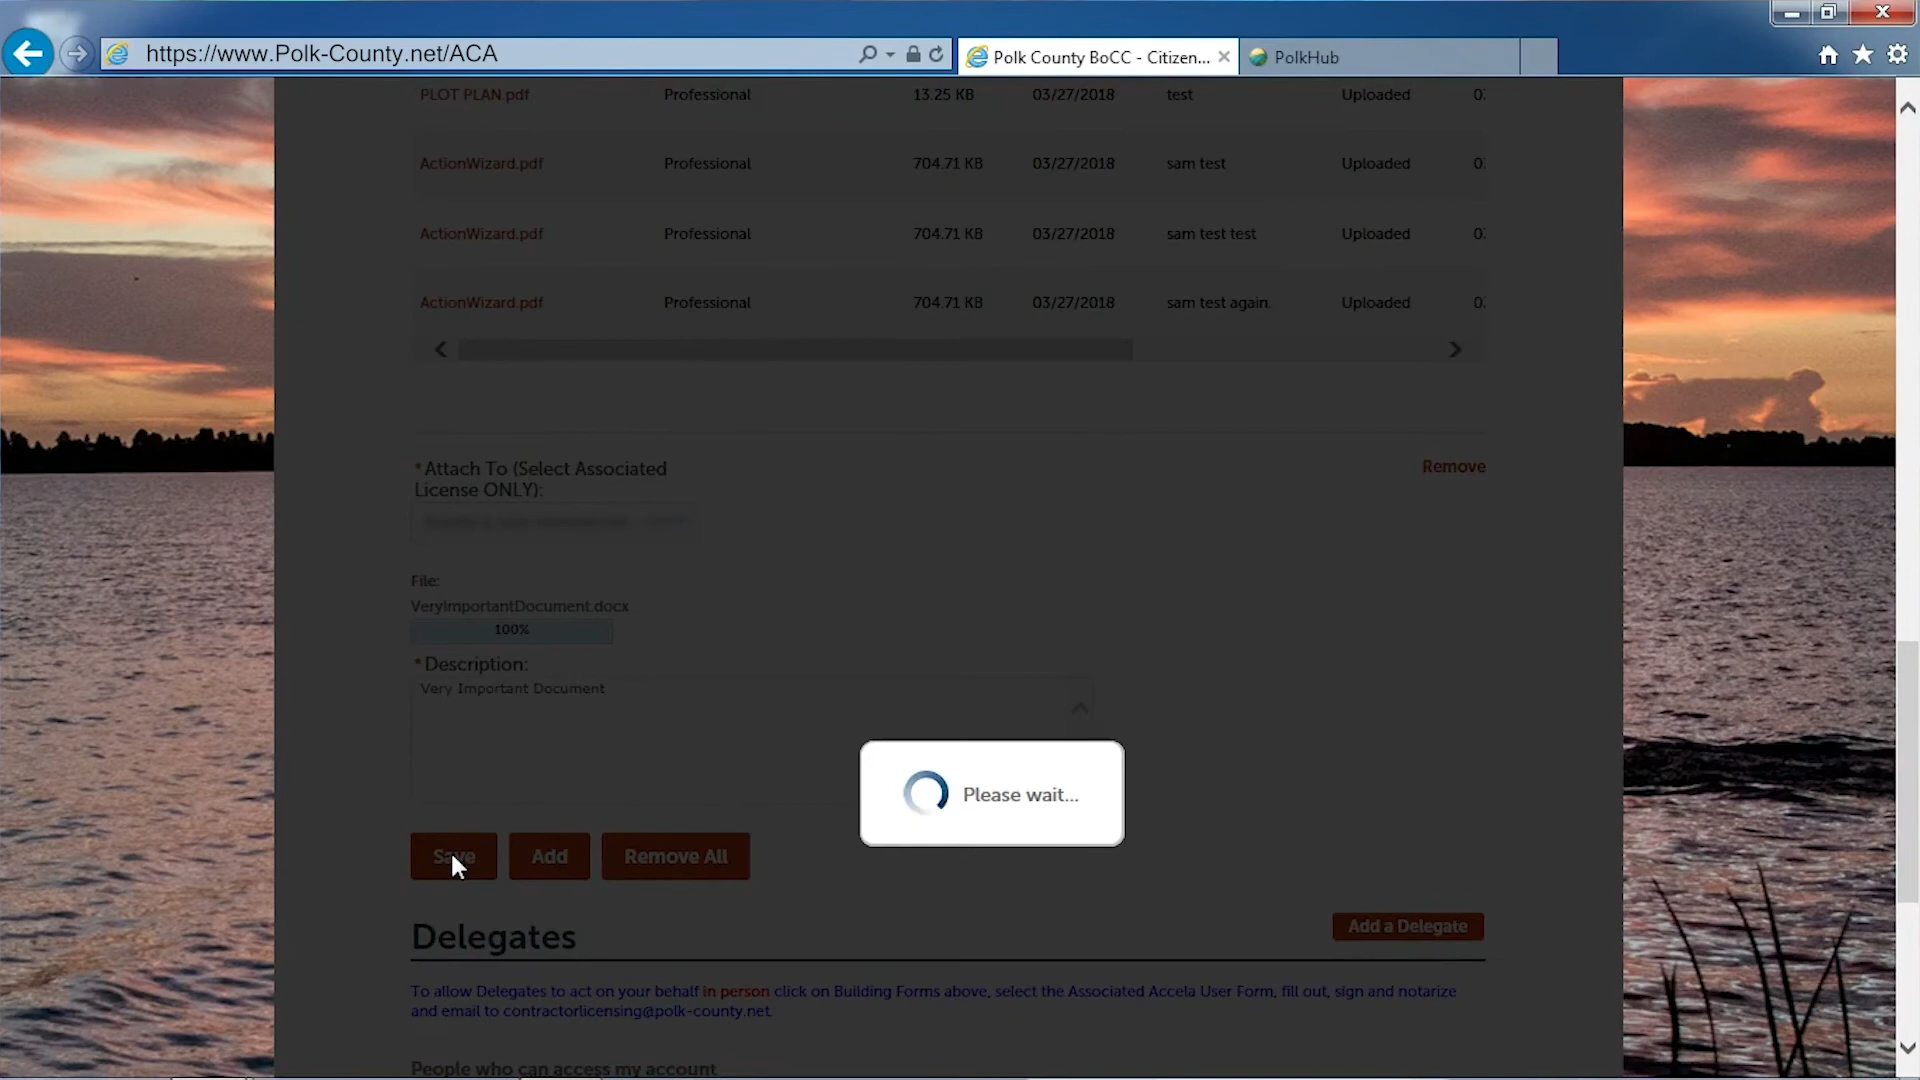 https://www.Polk-County.net/ACA
Polk County BoCC - Citizen...
PolkHub
PLOT PLAN.pdf Professional 13.25 KB 03/27/2018 test Uploaded 0
ActionWizard.pdf Professional 704.71 KB 03/27/2018 sam test Uploaded 0
ActionWizard.pdf Professional 704.71 KB 03/27/2018 sam test test Uploaded 0
ActionWizard.pdf Professional 704.71 KB 03/27/2018 sam test again. Uploaded 0
*Attach To (Select Associated
License ONLY):
Remove
File:
VeryImportantDocument.docx
100%
*Description:
Very Important Document
Please wait...
Save Add Remove All
Delegates
Add a Delegate
To allow Delegates to act on your behalf in person click on Building Forms above, select the Associated Accela User Form, fill out, sign and notarize
and email to contractorlicensing@polk-county.net.
People who can access my account